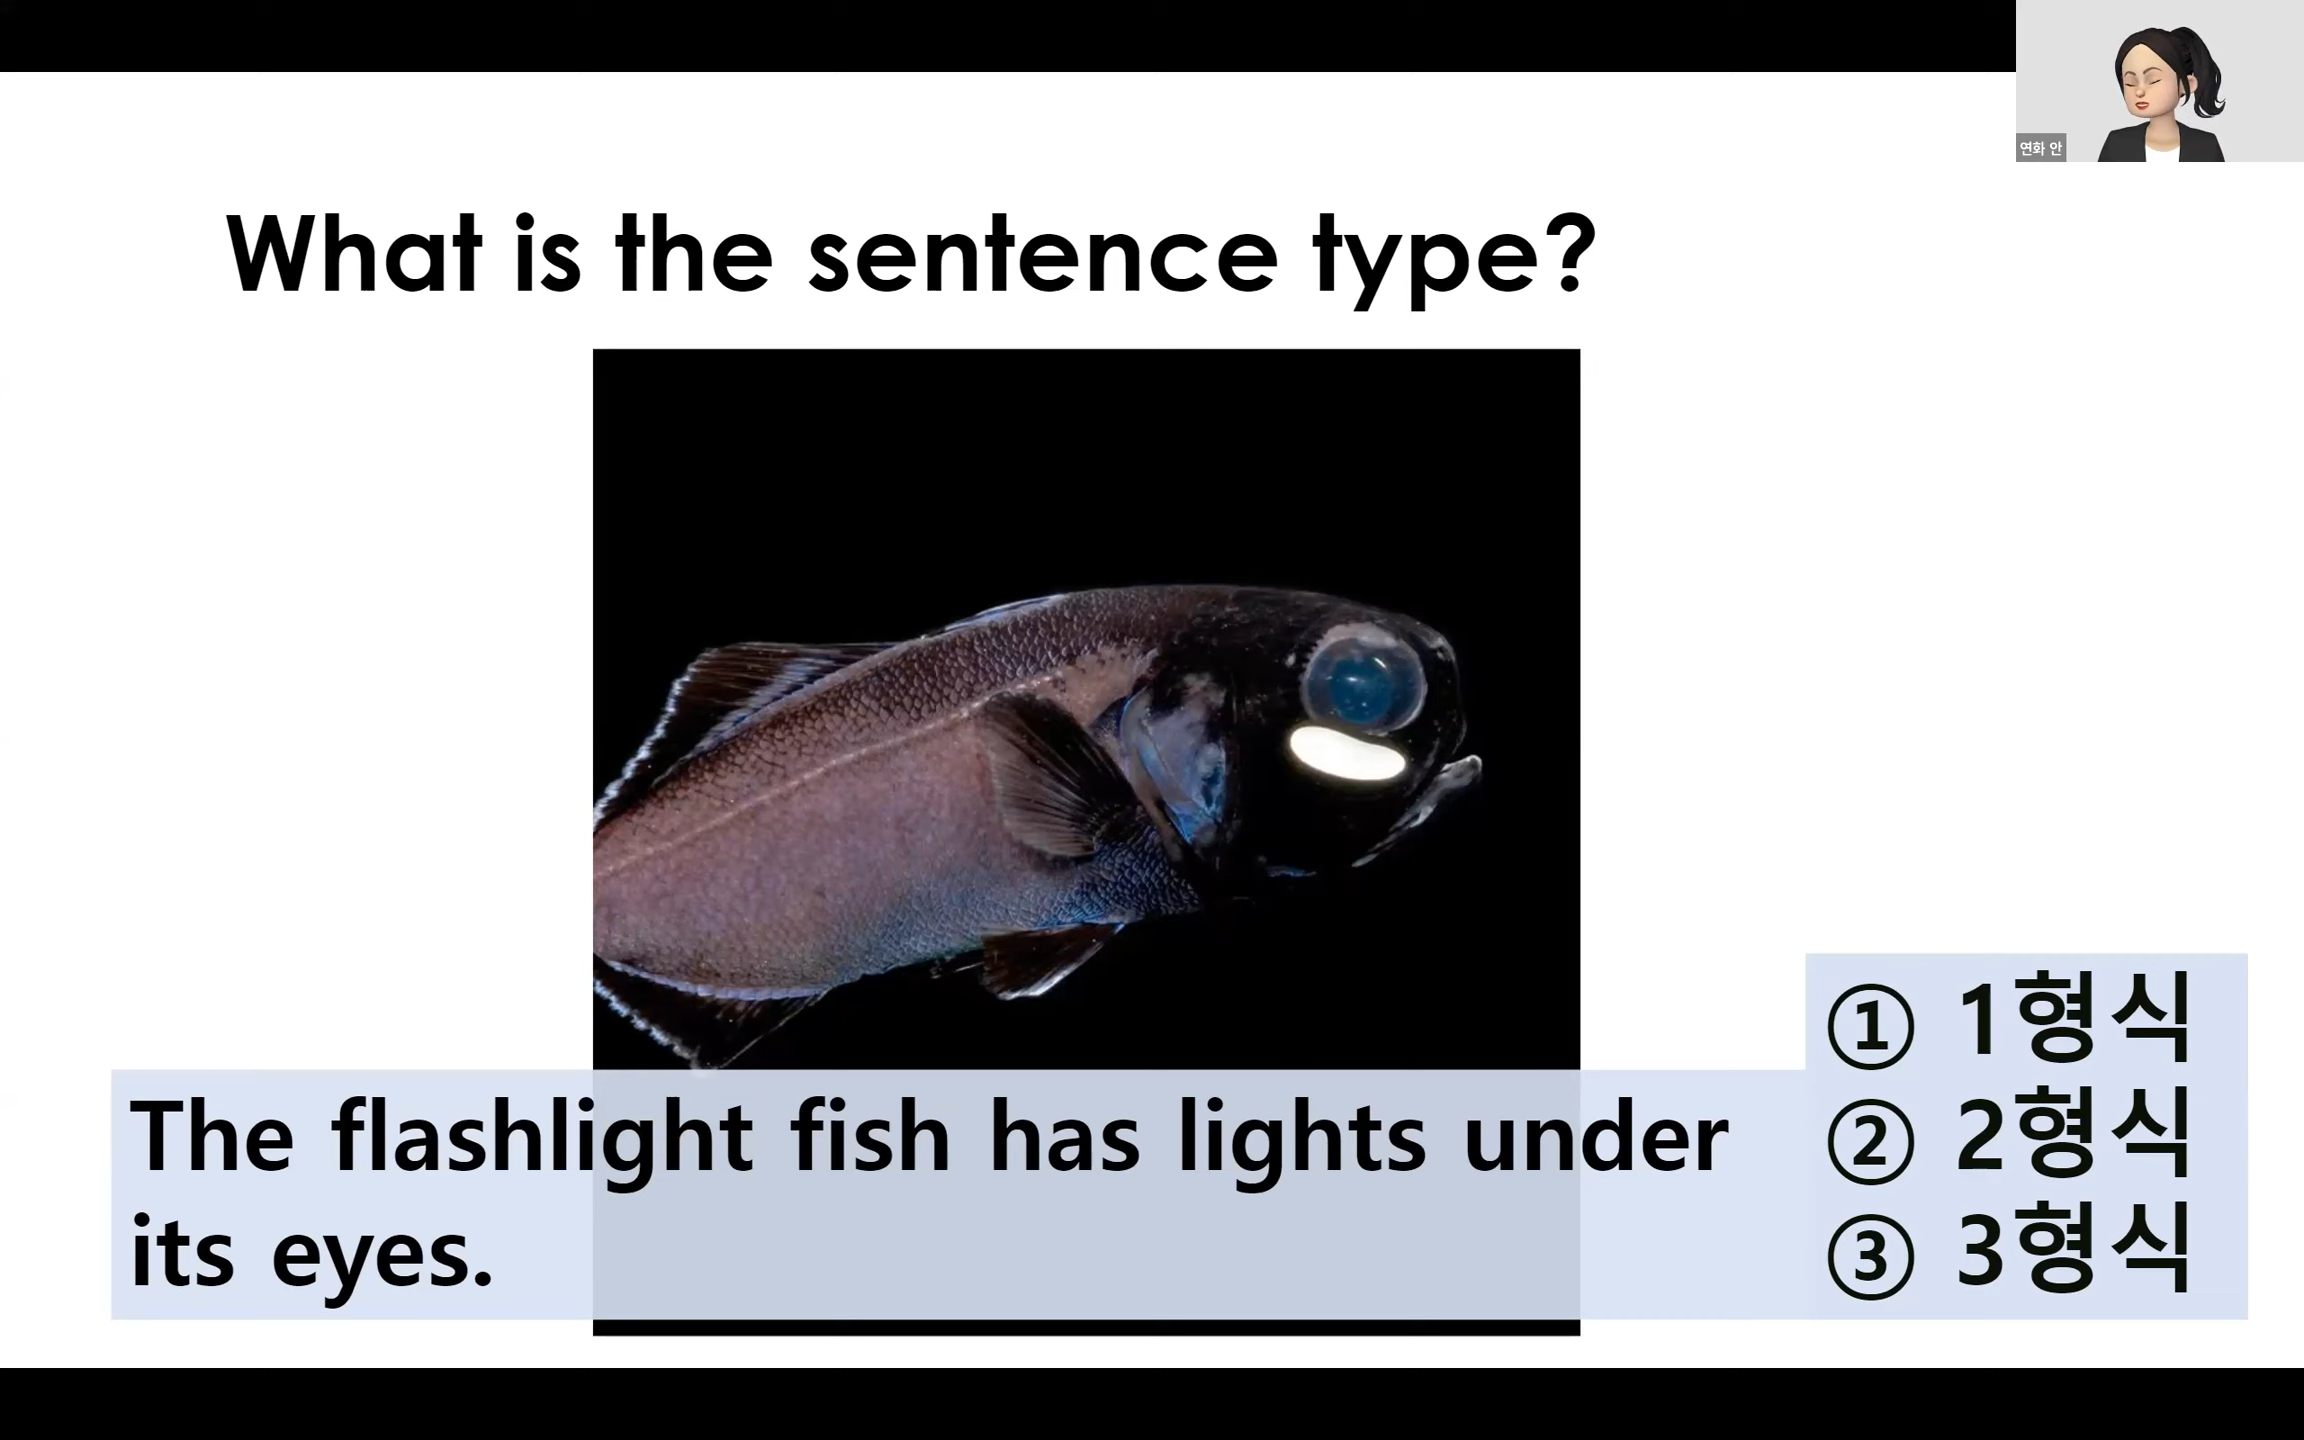 연화 안
What is the sentence type?
The flashlight fish has lights under
its eyes.
① 1형식
② 2형식
③ 3형식